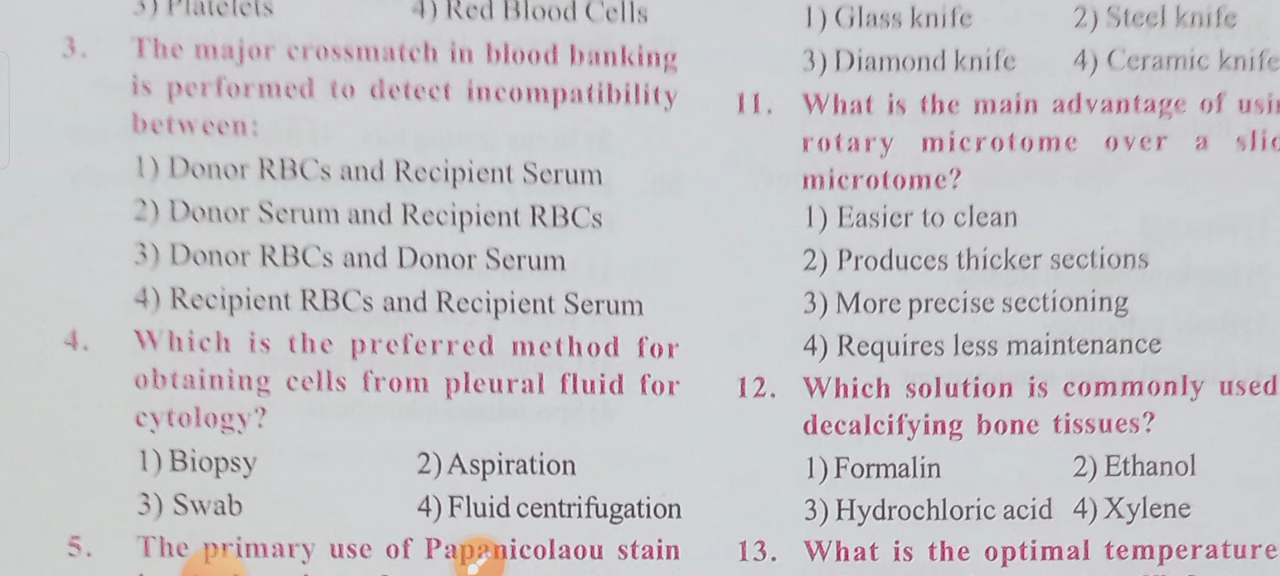 3) Platelets 4) Red Blood Cells
3. The major crossmatch in blood banking
is performed to detect incompatibility
between:
1) Donor RBCs and Recipient Serum
2) Donor Serum and Recipient RBCs
3) Donor RBCs and Donor Serum
4) Recipient RBCs and Recipient Serum
4. Which is the preferred method for
obtaining cells from pleural fluid for
cytology?
1) Biopsy 2) Aspiration
3) Swab 4) Fluid centrifugation
5. The primary use of Papanicolaou stain
1) Glass knife 2) Steel knife
3) Diamond knife 4) Ceramic knife
11. What is the main advantage of
rotary microtome over a
microtome?
1) Easier to clean
2) Produces thicker sections
3) More precise sectioning
4) Requires less maintenance
12. Which solution is commonly used
decalcifying bone tissues?
1) Formalin 2) Ethanol
3) Hydrochloric acid 4) Xylene
13. What is the optimal temperature